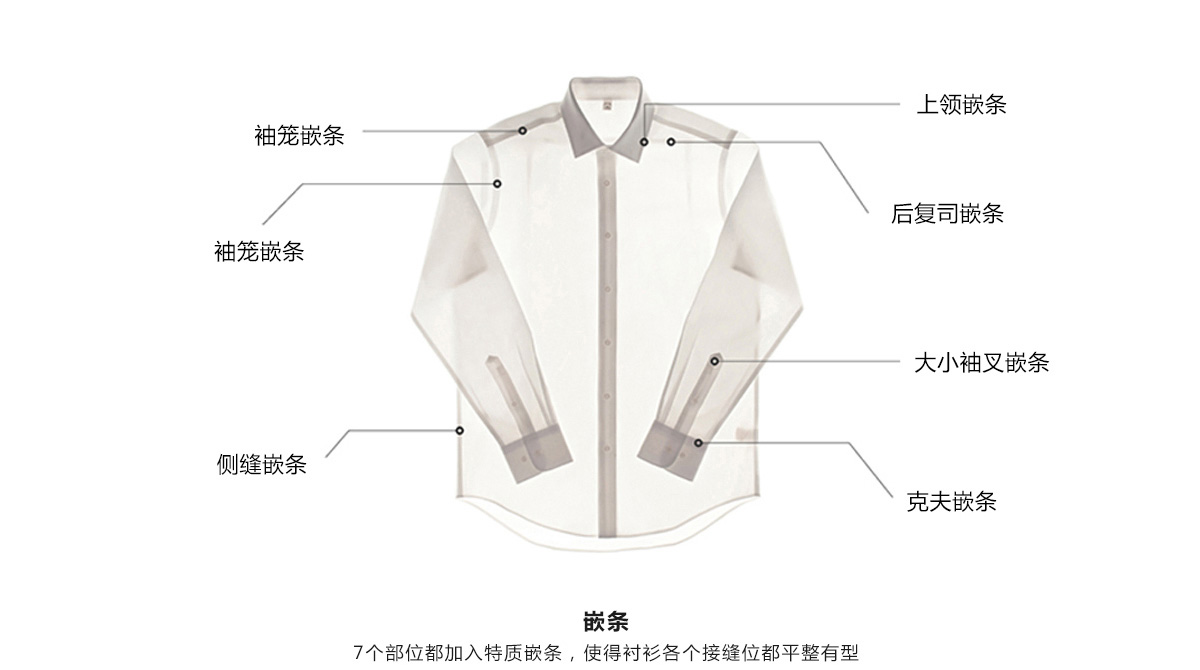 上领嵌条
袖笼嵌条
后复司嵌条
袖笼嵌条
大小袖叉嵌条
侧缝嵌条
克夫嵌条
嵌条
7个部位都加入特质嵌条，使得衬衫各个接缝位都平整有型